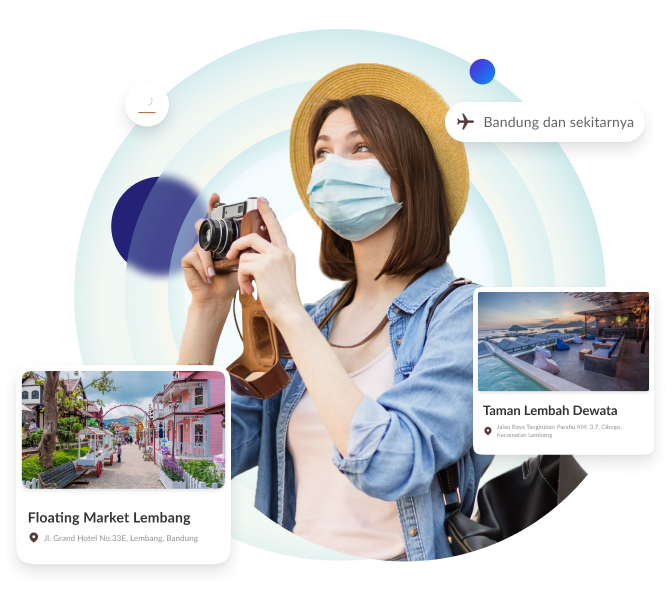 Bandung dan sekitarnya
Taman Lembah Dewata
Jalan Raya Tangkuban Parahu KM. 3,7, Cibogo,
Kecamatan Lembang
Floating Market Lembang
Jl. Grand Hotel No.33E, Lembang, Bandung